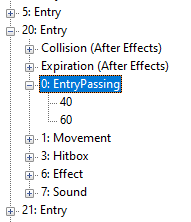 5: Entry
20: Entry
Collision (After Effects)
Expiration (After Effects)
0: EntryPassing
40
60
1: Movement
3: Hitbox
6: Effect
7: Sound
21: Entry